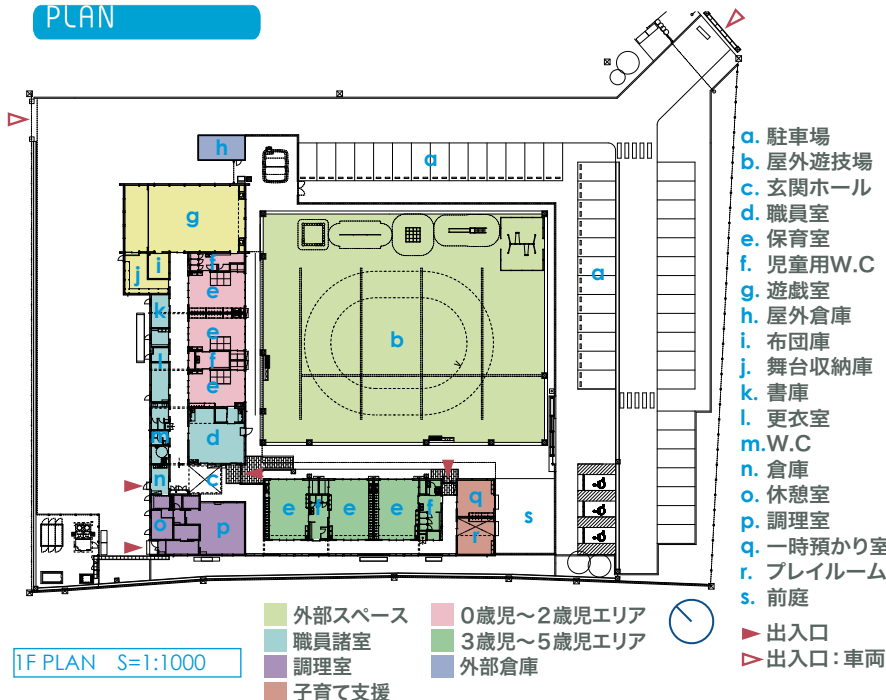 PLAN
h
a
g
i
j
f
e
k
e
a
l
f
b
e
m
d
n
c
o
p
e
f
e
e
f
q
r
s
a. 駐車場
b. 屋外遊技場
c. 玄関ホール
d. 職員室
e. 保育室
f. 児童用W.C
g. 遊戯室
h. 屋外倉庫
i. 布団庫
j. 舞台収納庫
k. 書庫
l. 更衣室
m. W.C
n. 倉庫
o. 休憩室
p. 調理室
q. 一時預かり室
r. プレイルーム
s. 前庭
出入口
出入口：車両
外部スペース
職員諸室
調理室
子育て支援
0歳児〜2歳児エリア
3歳児〜5歳児エリア
外部倉庫
1F PLAN S=1:1000